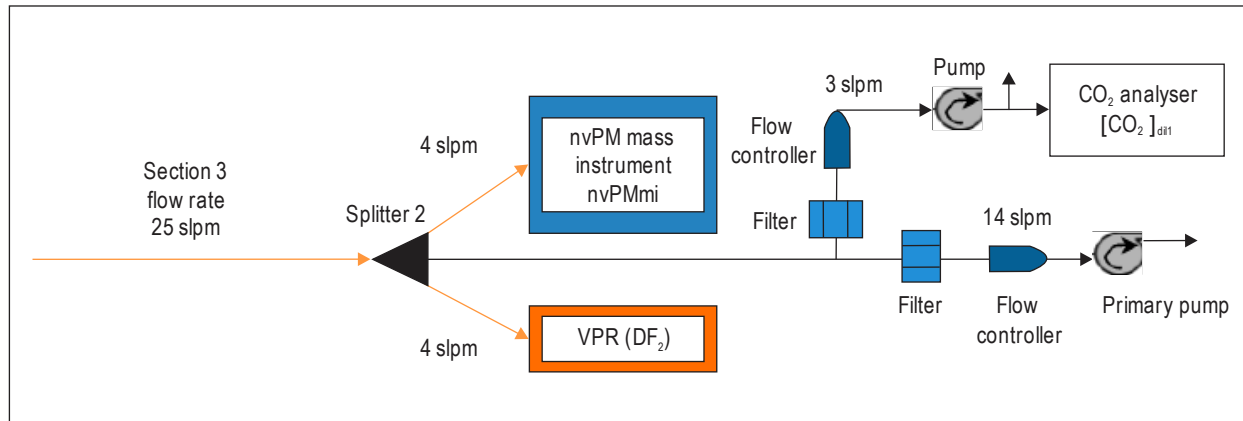 Section 3
flow rate
25 slpm
Splitter 2
4 slpm
nvPM mass
instrument
nvPMmi
4 slpm
VPR (DF₂)
3 slpm
Pump
Flow
controller
Filter
CO₂ analyser
[CO₂ ]dil1
14 slpm
Filter
Flow
controller
Primary pump